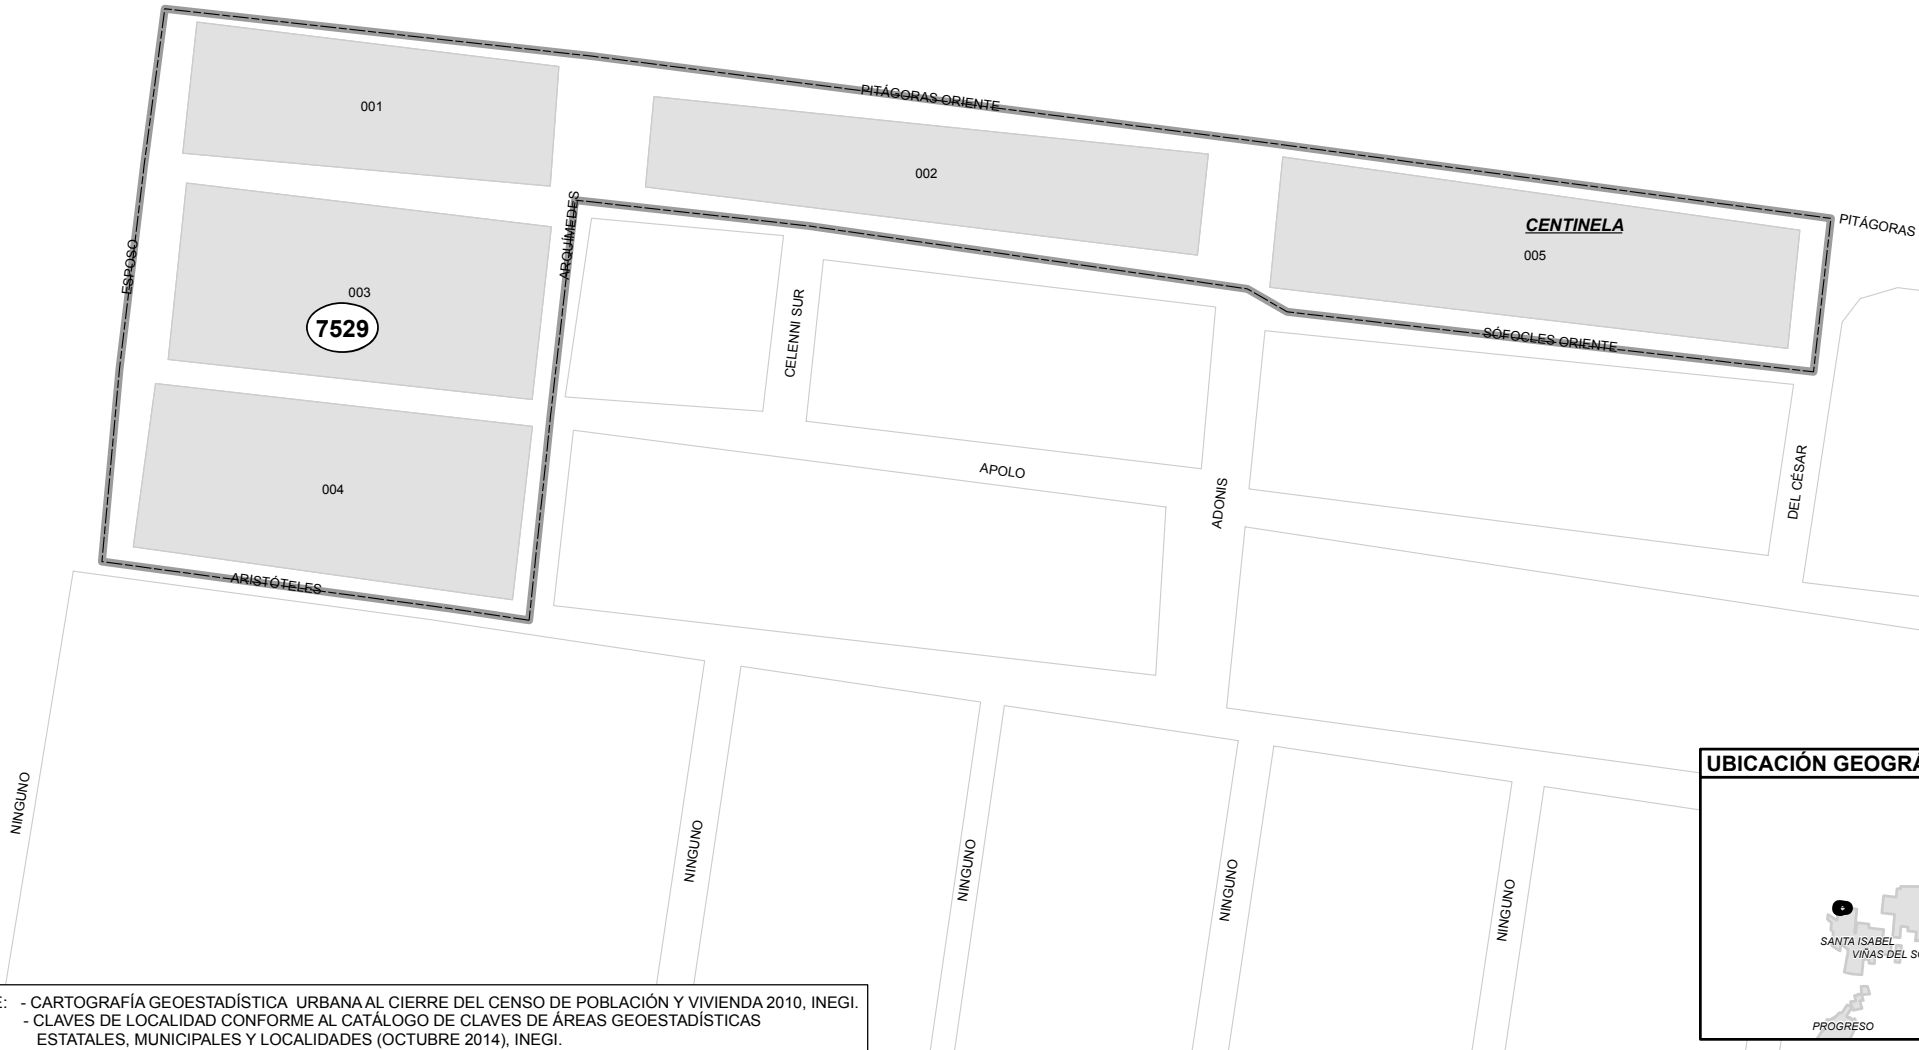 PITÁGORAS ORIENTE
001
002
CENTINELA
005
PITÁGORAS
ESPOSO
ARQUÍMEDES
003
7529
CELENNI SUR
SÓFOCLES ORIENTE
APOLO
ADONIS
DEL CÉSAR
004
ARISTÓTELES
NINGUNO
NINGUNO
NINGUNO
NINGUNO
NINGUNO
UBICACIÓN GEOGRÁ
SANTA ISABEL
VIÑAS DEL SO
PROGRESO
E: - CARTOGRAFÍA GEOESTADÍSTICA URBANA AL CIERRE DEL CENSO DE POBLACIÓN Y VIVIENDA 2010, INEGI.
- CLAVES DE LOCALIDAD CONFORME AL CATÁLOGO DE CLAVES DE ÁREAS GEOESTADÍSTICAS
ESTATALES, MUNICIPALES Y LOCALIDADES (OCTUBRE 2014), INEGI.